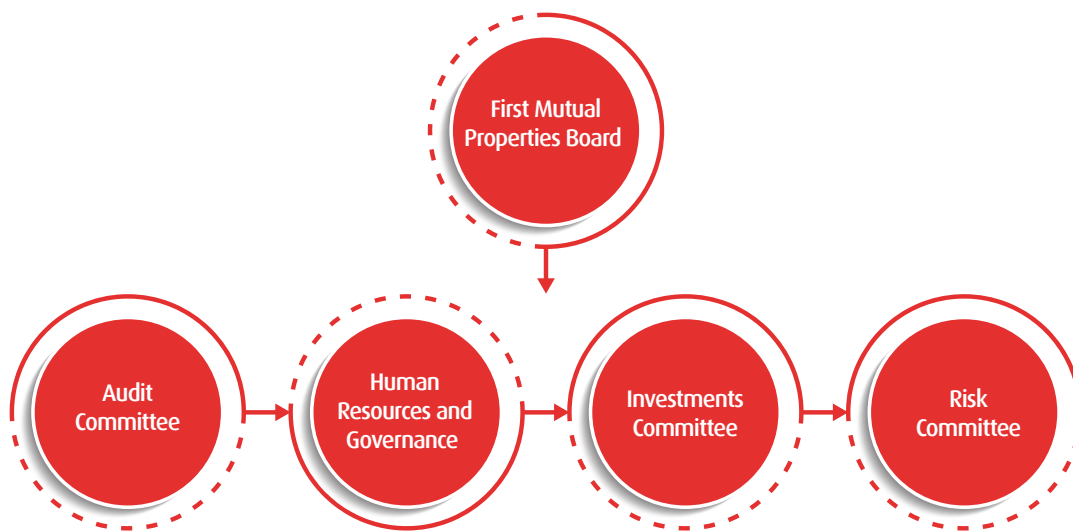 First Mutual
Properties Board
Audit
Committee
Human
Resources and
Governance
Investments
Committee
Risk
Committee